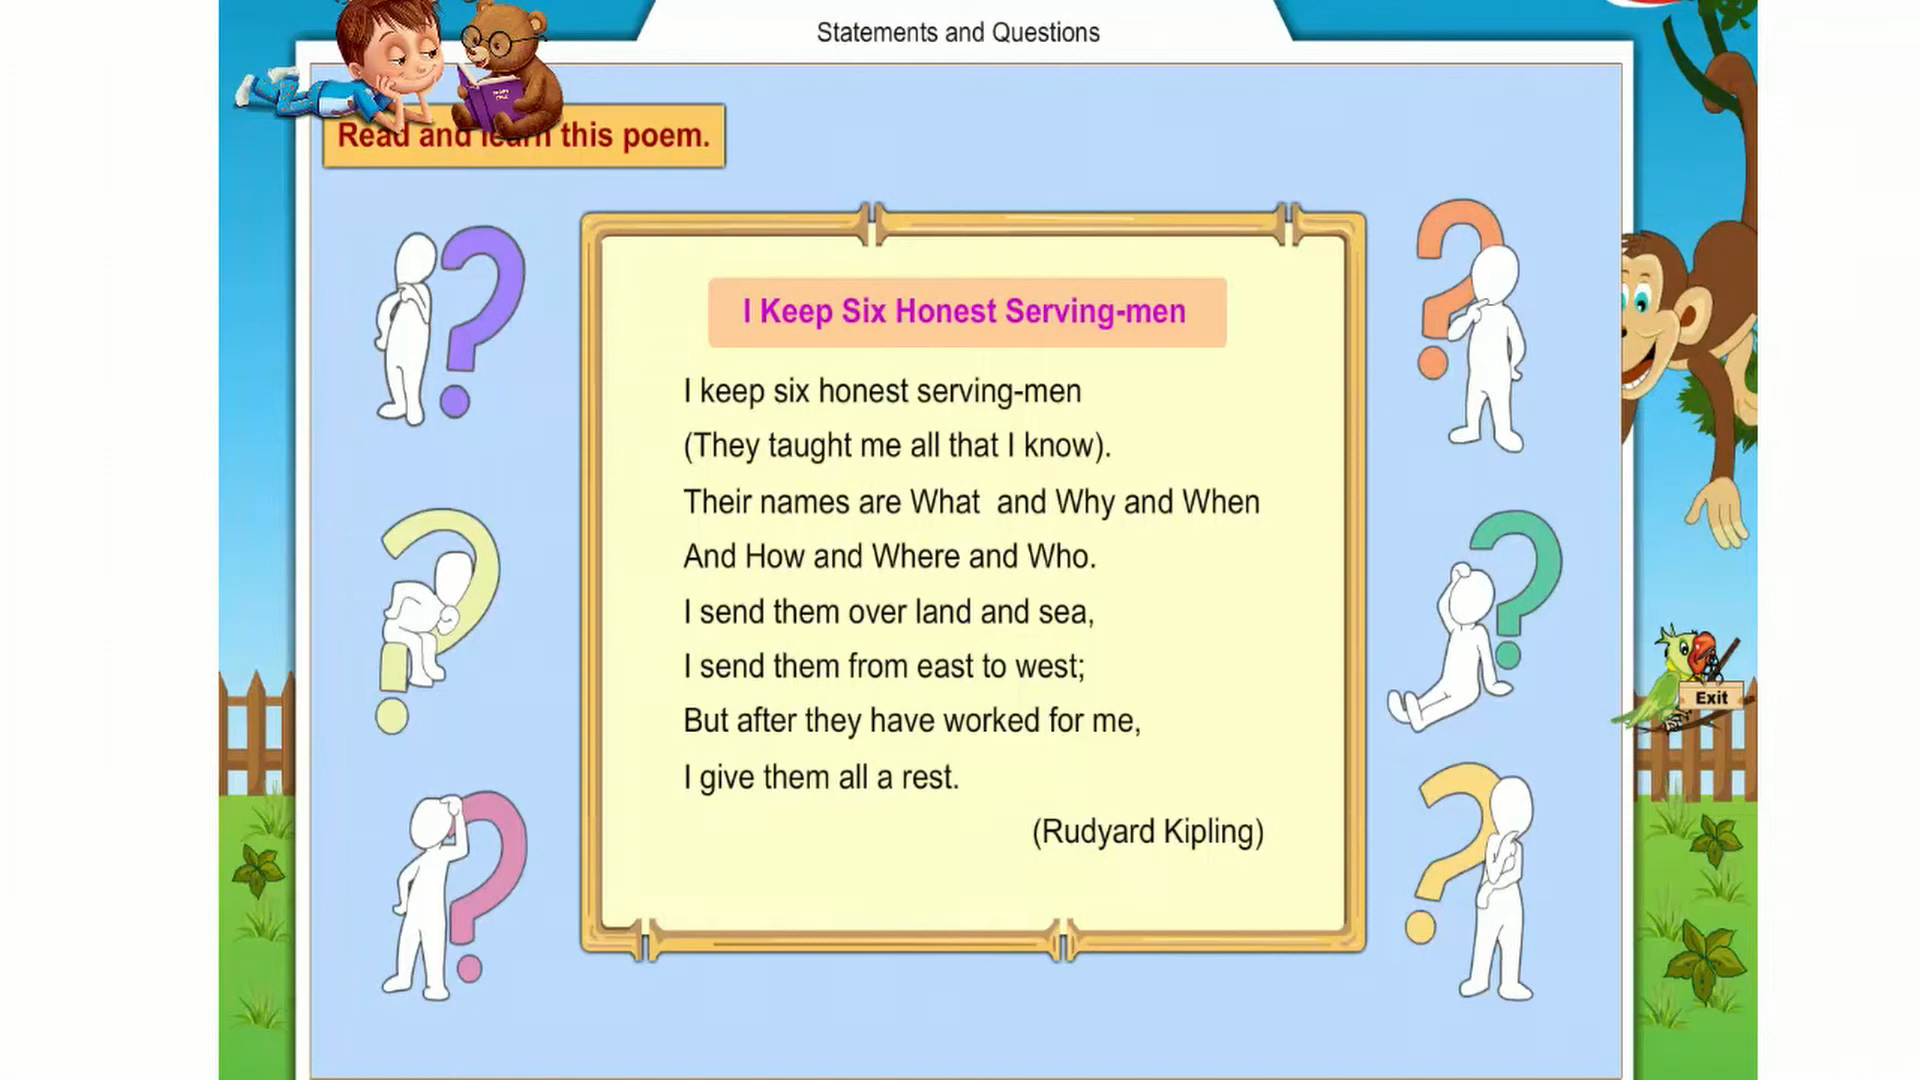 Statements and Questions
Read and learn this poem.
I Keep Six Honest Serving-men
I keep six honest serving-men
(They taught me all that I know).
Their names are What and Why and When
And How and Where and Who.
I send them over land and sea,
I send them from east to west;
But after they have worked for me,
I give them all a rest.
(Rudyard Kipling)
Exit